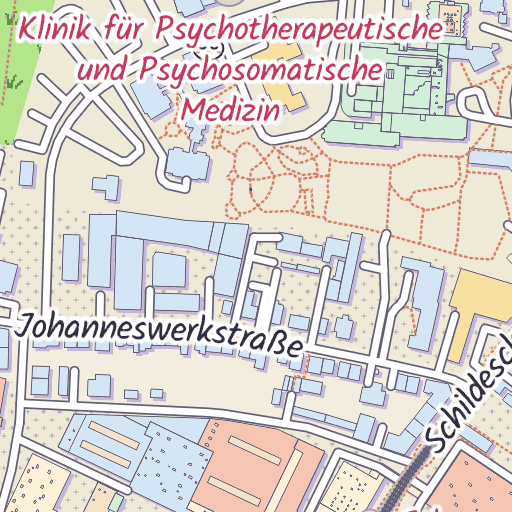 Klinik für Psychotherapeutische
und Psychosomatische
Medizin
Johanneswerkstraße
Schildesch